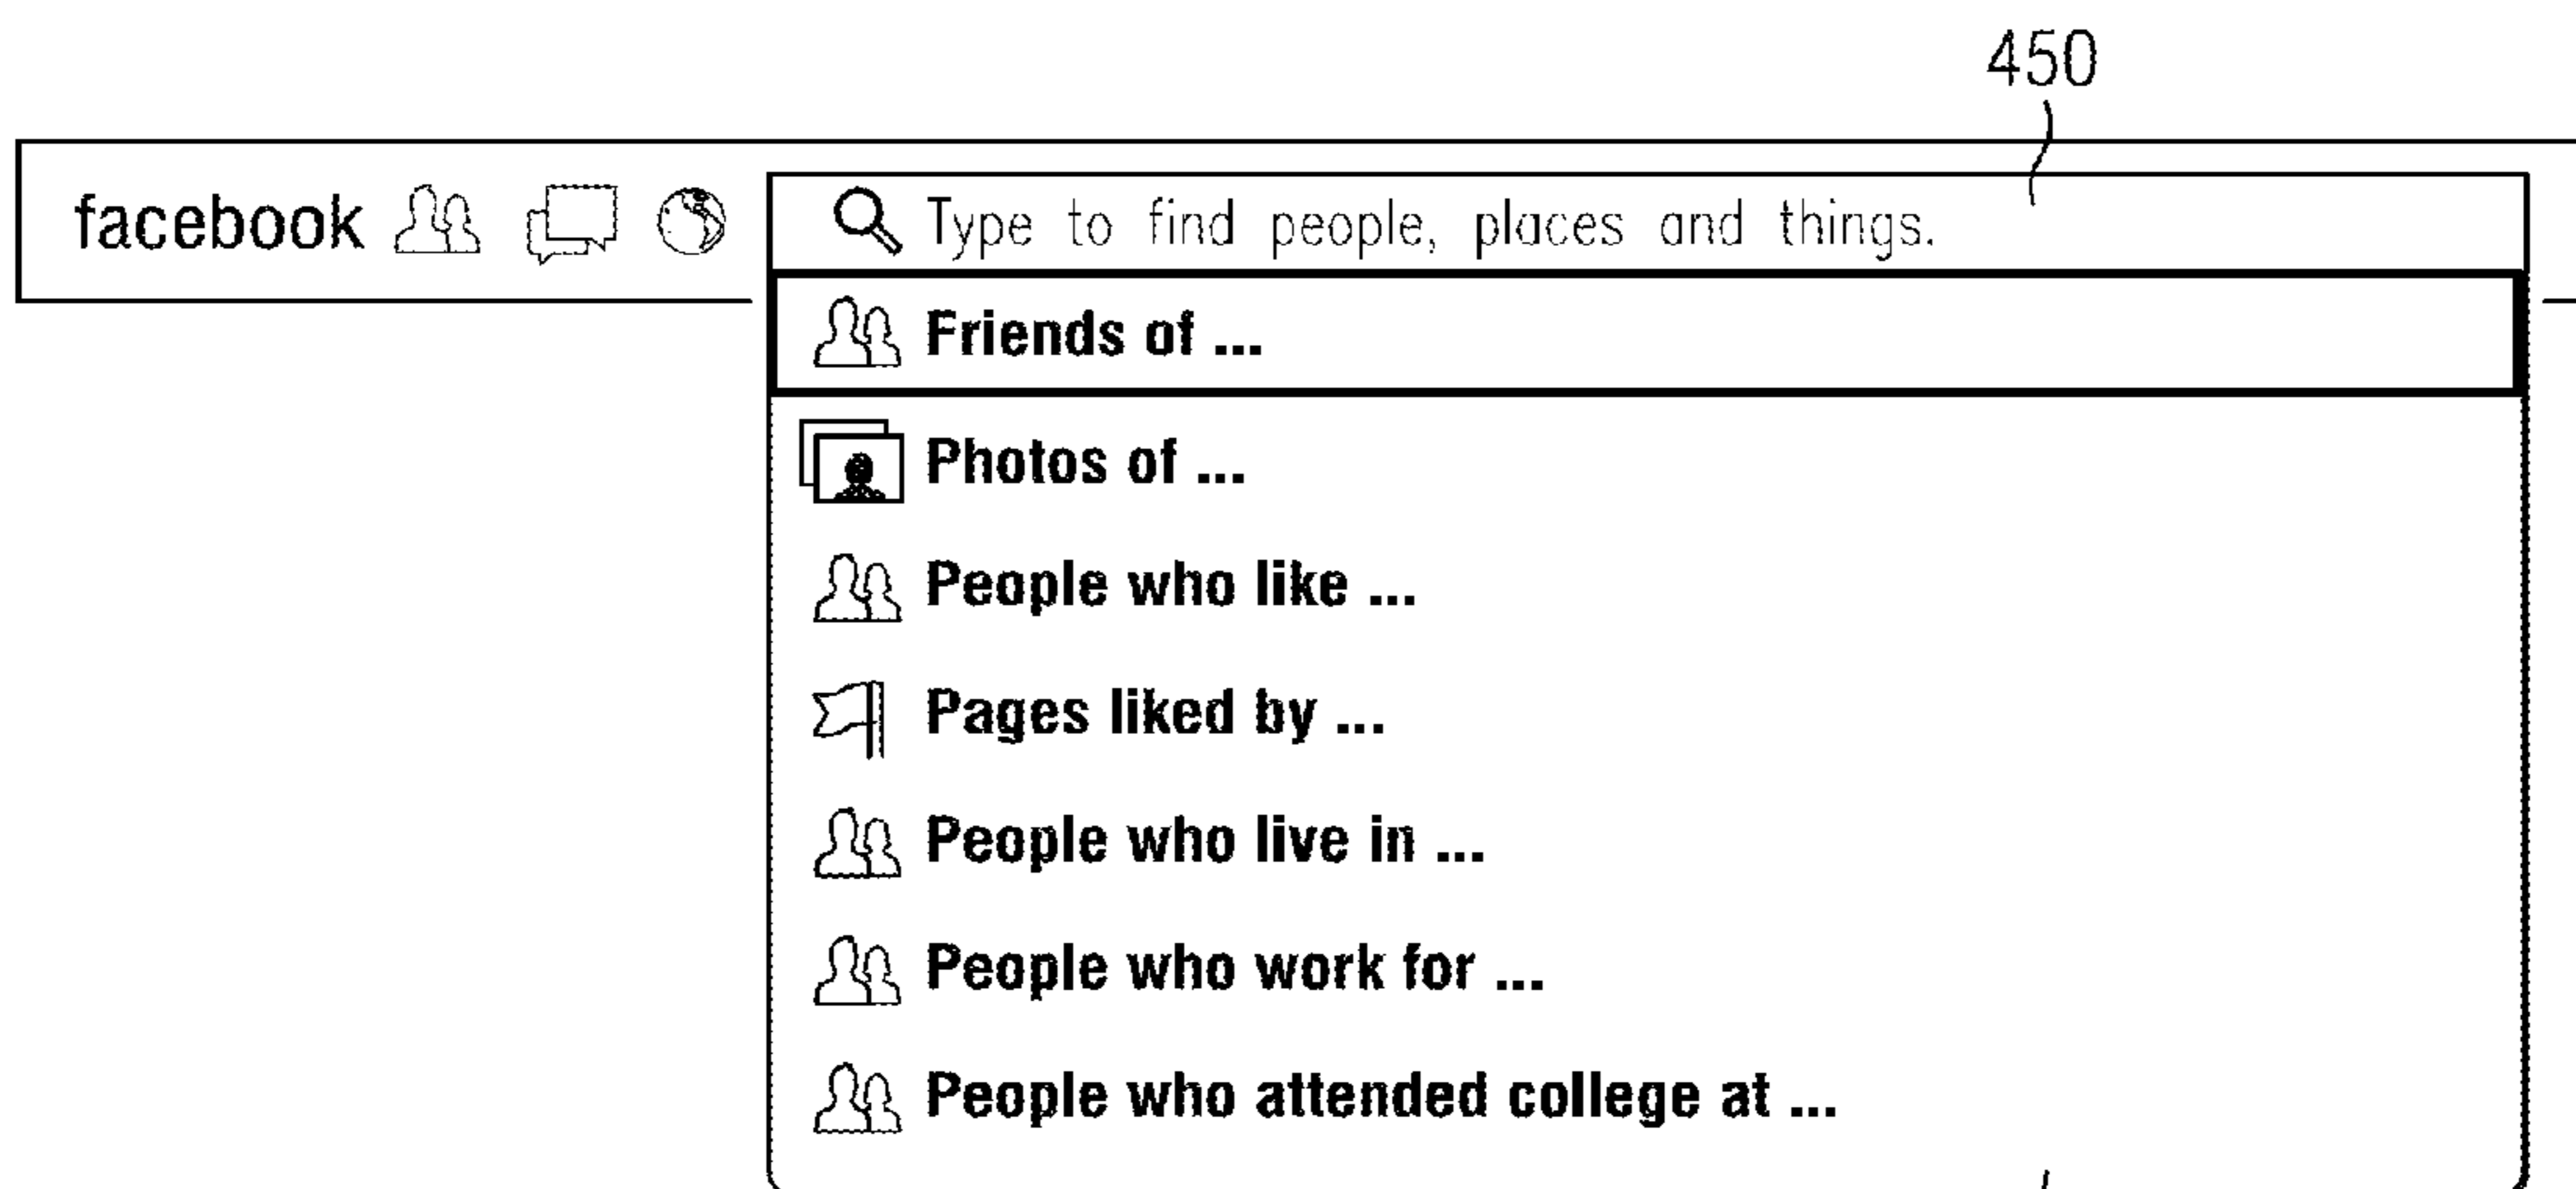 450
facebook Type to find people, places and things.
Friends of ...
Photos of ...
People who like ...
Pages liked by ...
People who live in ...
People who work for ...
People who attended college at ...